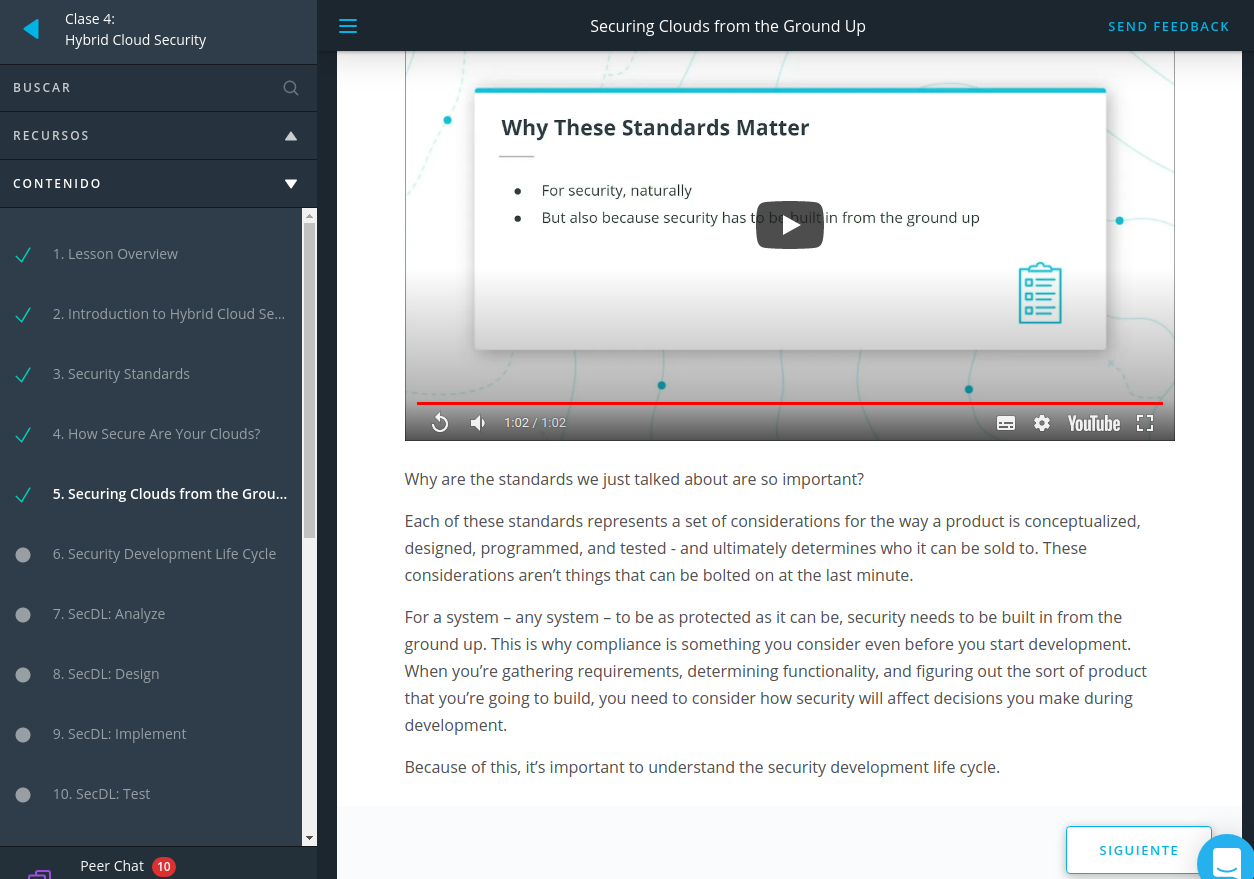 Clase 4:
Hybrid Cloud Security
BUSCAR
RECURSOS
CONTENIDO
1. Lesson Overview
2. Introduction to Hybrid Cloud Se...
3. Security Standards
4. How Secure Are Your Clouds?
5. Securing Clouds from the Grou...
6. Security Development Life Cycle
7. SecDL: Analyze
8. SecDL: Design
9. SecDL: Implement
10. SecDL: Test
Peer Chat 10
Securing Clouds from the Ground Up
SEND FEEDBACK
Why These Standards Matter
● For security, naturally
● But also because security has to be built in from the ground up
1:02 / 1:02
YouTube
Why are the standards we just talked about are so important?
Each of these standards represents a set of considerations for the way a product is conceptualized,
designed, programmed, and tested - and ultimately determines who it can be sold to. These
considerations aren’t things that can be bolted on at the last minute.
For a system – any system – to be as protected as it can be, security needs to be built in from the
ground up. This is why compliance is something you consider even before you start development.
When you’re gathering requirements, determining functionality, and figuring out the sort of product
that you’re going to build, you need to consider how security will affect decisions you make during
development.
Because of this, it’s important to understand the security development life cycle.
SIGUIENTE